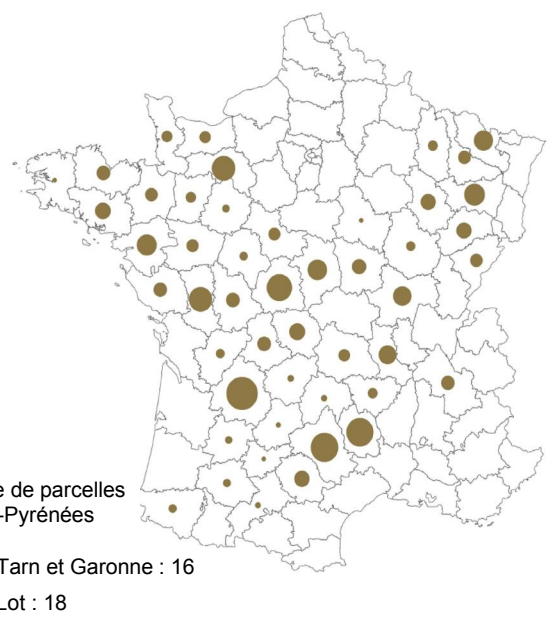 e de parcelles
-Pyrénées
Tarn et Garonne : 16
Lot : 18